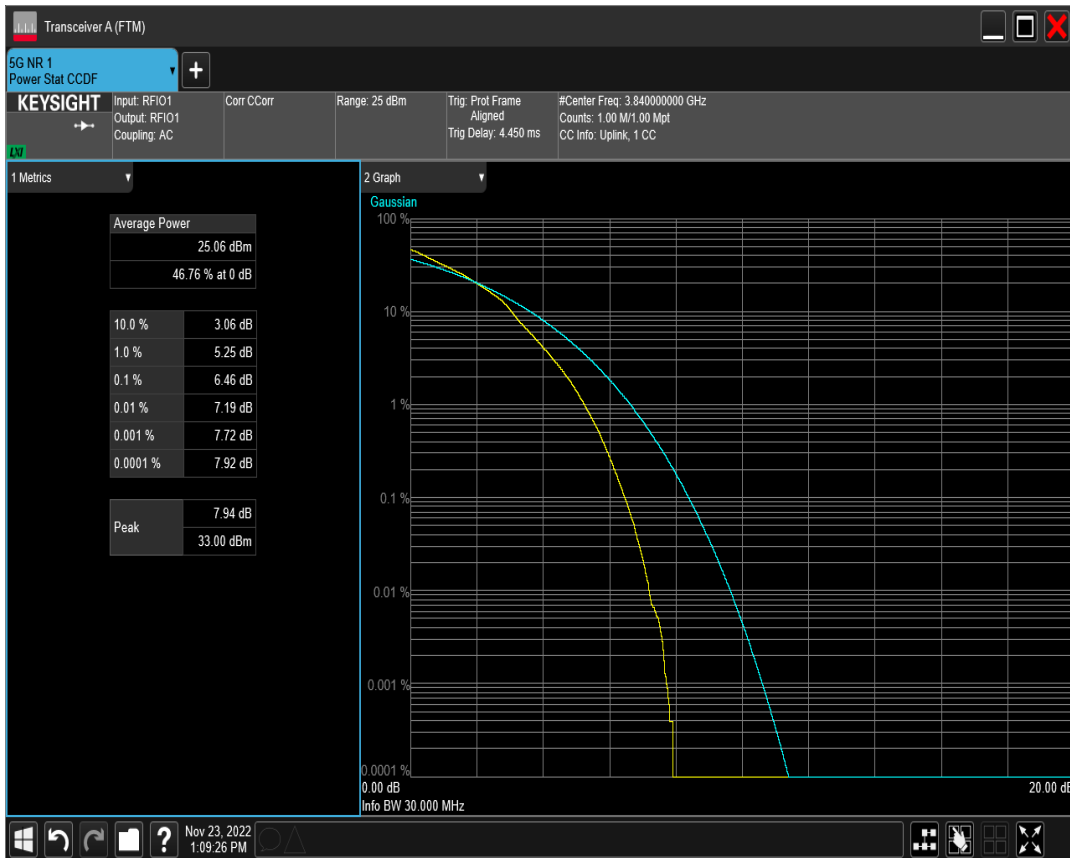 Transceiver A (FTM)
5G NR 1
Power Stat CCDF
+
KEYSIGHT
LXI
Input: RFIO1
Output: RFIO1
Coupling: AC
Corr CCorr
Range: 25 dBm
Trig: Prot Frame
Aligned
Trig Delay: 4.450 ms
#Center Freq: 3.840000000 GHz
Counts: 1.00 M/1.00 Mpt
CC Info: Uplink, 1 CC
1 Metrics
Average Power
25.06 dBm
46.76 % at 0 dB
10.0 % 3.06 dB
1.0 % 5.25 dB
0.1 % 6.46 dB
0.01 % 7.19 dB
0.001 % 7.72 dB
0.0001 % 7.92 dB
Peak
7.94 dB
33.00 dBm
2 Graph
Gaussian
100 %
10 %
1 %
0.1 %
0.01 %
0.001 %
0.0001 %
0.00 dB 20.00 dB
Info BW 30.000 MHz
?
Nov 23, 2022
1:09:26 PM